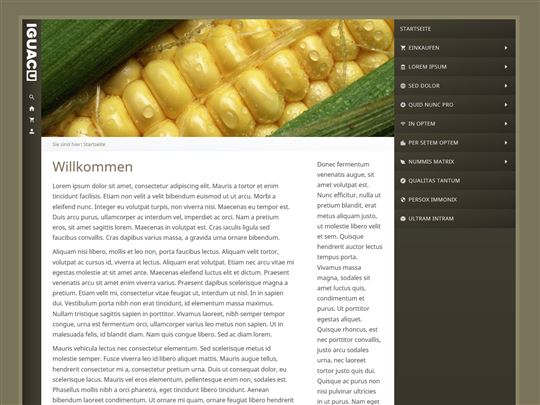 IGUACU
STARTSEITE
EINKAUFEN
LOREM IPSUM
SED DOLOR
QUID NUNC PRO
IN OPTEM
PER SETEM OPTEM
NUMMIS MATRIX
QUALITAS TANTUM
PERSOX IMMONIX
ULTRAM INTRAM
Sie sind hier: Startseite
Willkommen
Lorem ipsum dolor sit amet, consectetur adipiscing elit. Mauris a tortor et enim
tincidunt facilisis. Etiam non velit a velit bibendum euismod ut ut arcu. Morbi a
eleifend nunc. Integer eu volutpat turpis, non viverra nisi. Maecenas eu tempor est.
Duis arcu purus, ullamcorper ac interdum vel, imperdiet ac orci. Nam a pretium
eros, sit amet sagittis lorem. Maecenas in volutpat est. Cras iaculis ligula sed
faucibus convallis. Cras dapibus varius massa, a gravida urna ornare bibendum.
Aliquam nisi libero, mollis et leo non, porta faucibus lectus. Aliquam velit tortor,
volutpat ac cursus id, viverra at lectus. Aliquam erat volutpat. Etiam nec arcu vitae mi
egestas molestie at sit amet ante. Maecenas eleifend luctus elit et dictum. Praesent
venenatis arcu sit amet enim viverra varius. Praesent dapibus scelerisque magna a
pretium. Etiam velit mi, consectetur vitae feugiat ut, interdum ut nisl. In in sapien
dui. Vestibulum porta nibh non erat tincidunt, id elementum massa maximus.
Nullam tristique sagittis sapien in porttitor. Vivamus laoreet, nibh semper tempor
congue, urna est fermentum orci, ullamcorper varius leo metus non sapien. Ut in
malesuada felis, id blandit diam. Nam quis congue libero. Sed ac diam lorem.
Mauris vehicula lectus nec consectetur elementum. Sed scelerisque metus id
molestie semper. Fusce viverra leo id libero aliquet mattis. Mauris augue tellus,
hendrerit consectetur mi a, consectetur pretium urna. Duis ut consequat dolor, eu
scelerisque lacus. Mauris vel eros elementum, pellentesque enim non, sodales est.
Phasellus mollis nibh a orci pharetra, eget tincidunt libero tincidunt. Aenean
bibendum laoreet condimentum. Ut ornare mi quam, ornare feugiat libero hendrerit
Donec fermentum
venenatis augue, sit
amet volutpat est.
Nunc efficitur, nulla ut
pretium blandit, erat
metus aliquam justo,
ut molestie libero velit
et sem. Quisque
hendrerit auctor lectus
tempus porta.
Vivamus massa
magna, sodales sit
amet luctus quis,
condimentum et
purus. Ut porttitor
egestas aliquet.
Quisque rhoncus, est
nec porttitor convallis,
justo arcu sodales
urna, nec laoreet
tortor justo quis dui.
Quisque ac purus non
nisi pulvinar ultricies
in ut purus. Nam eget